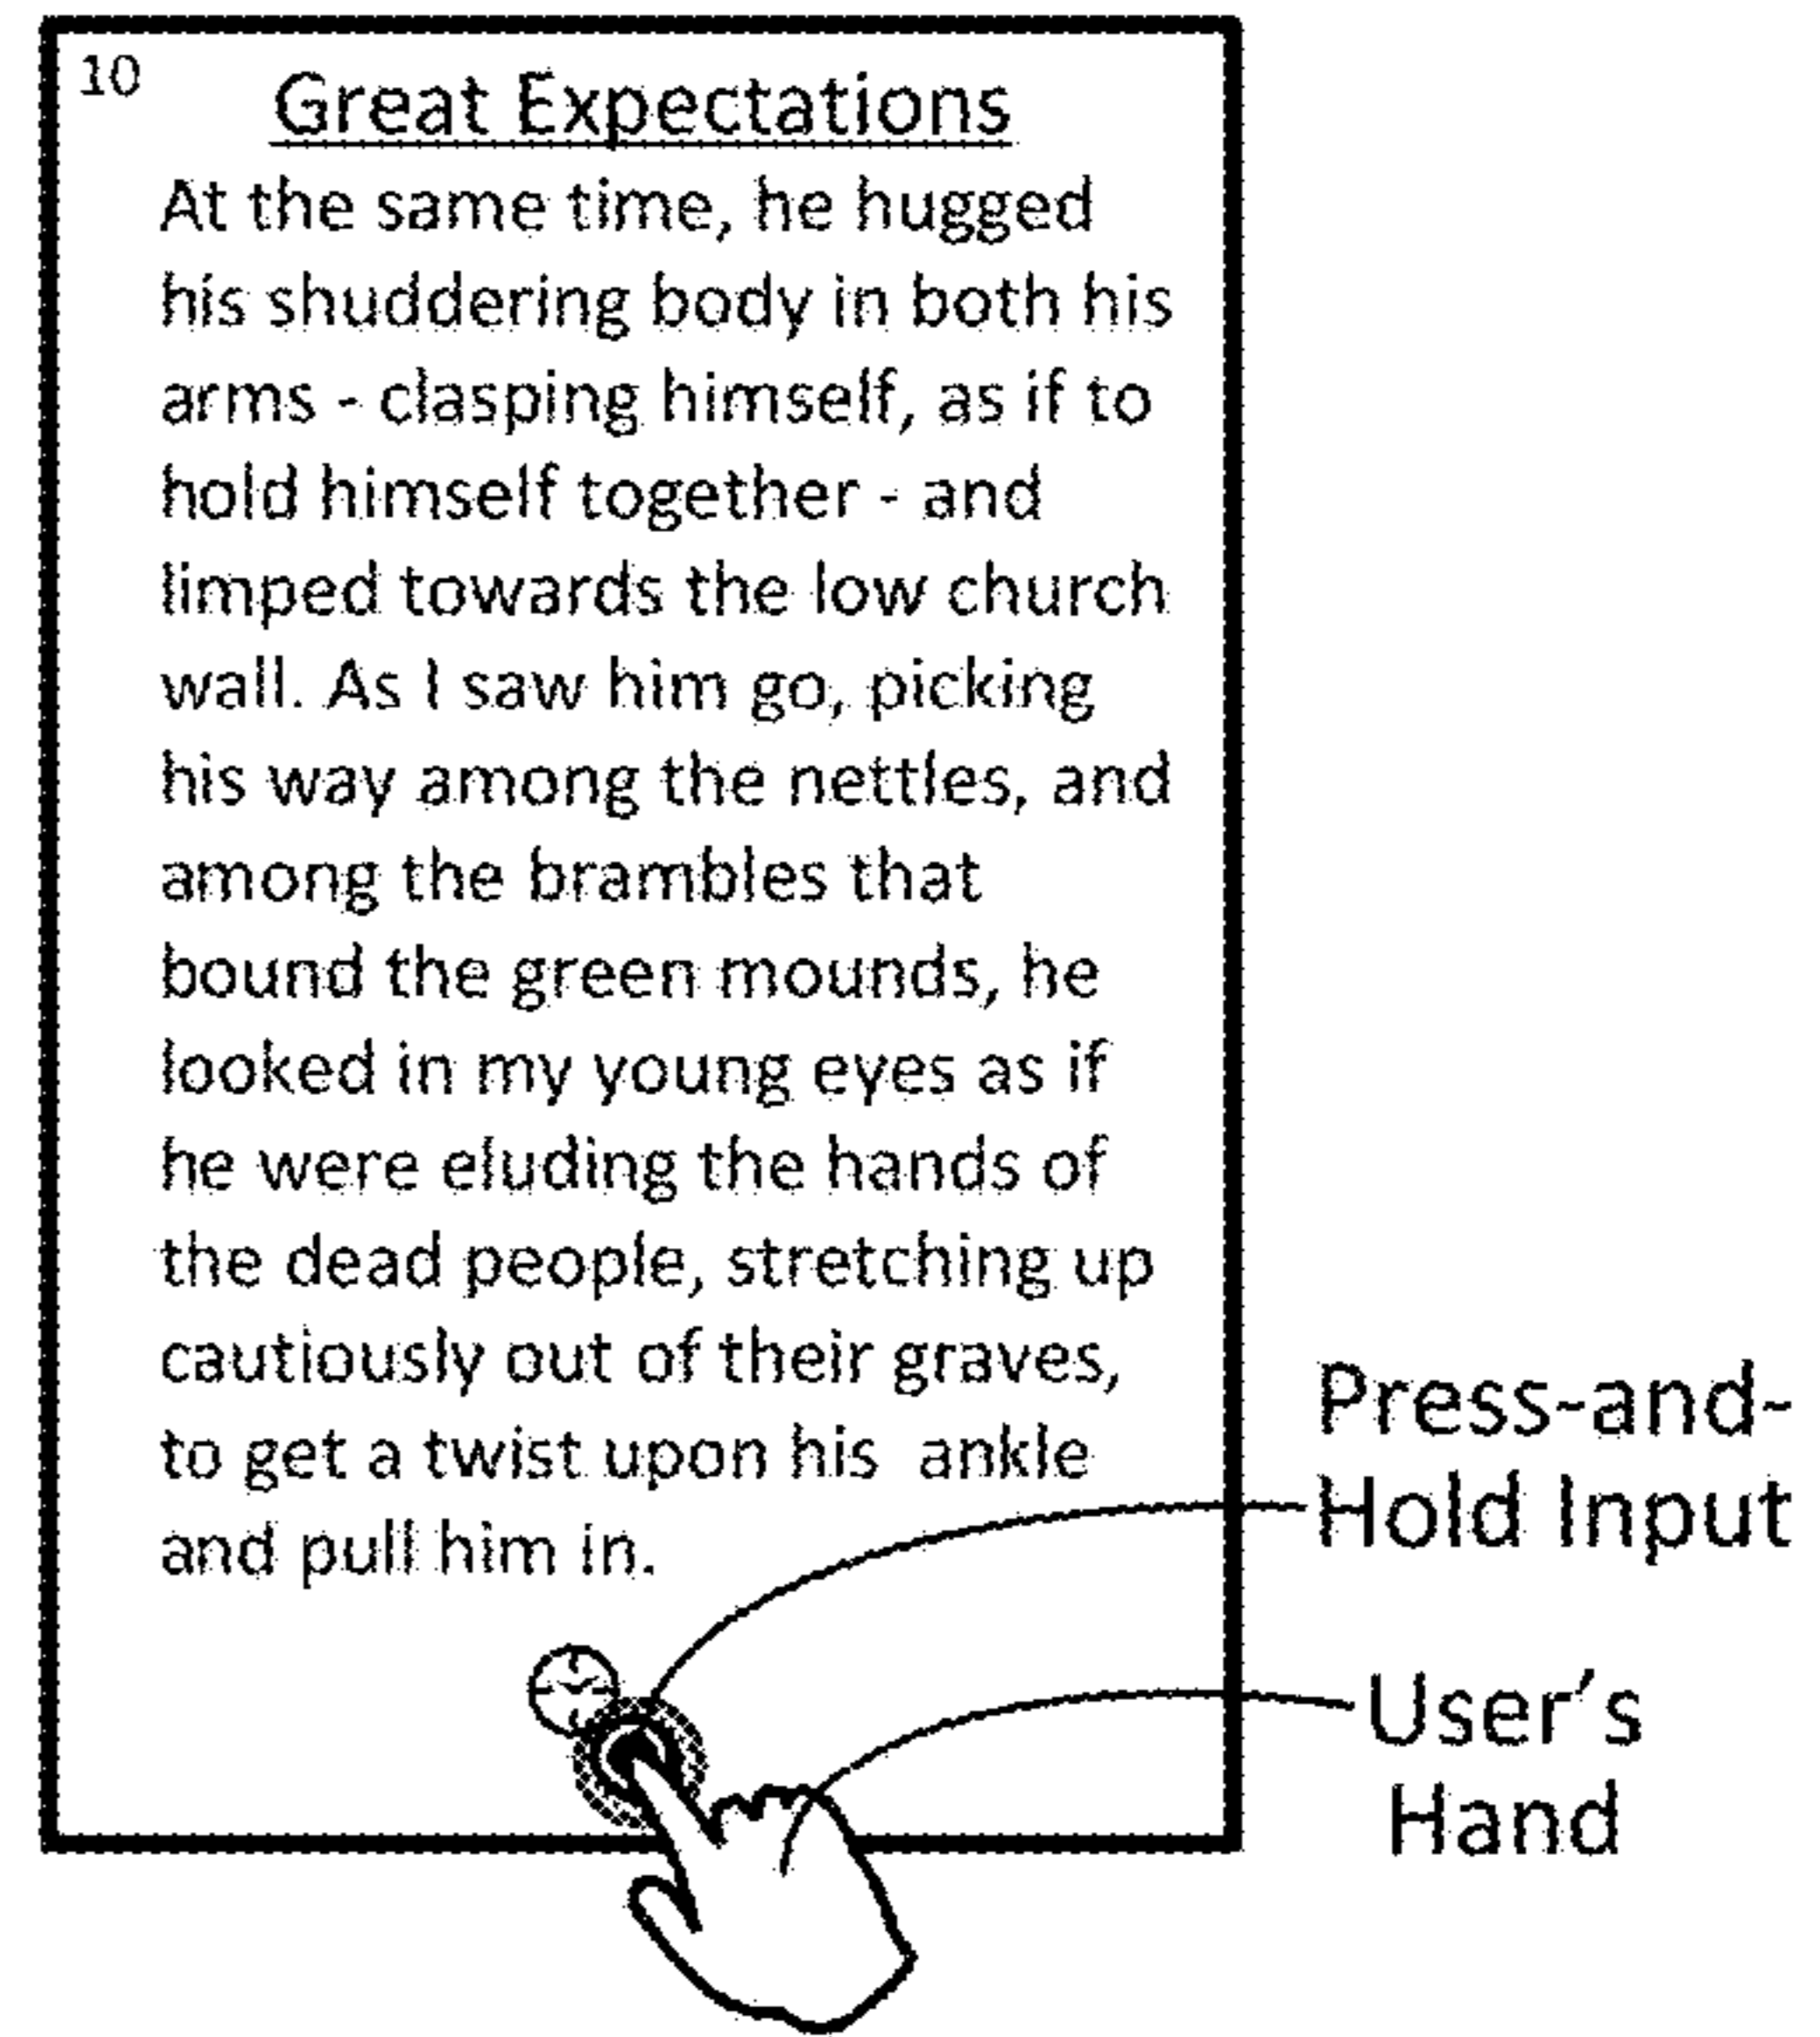 10
Great Expectations
At the same time, he hugged
his shuddering body in both his
arms - clasping himself, as if to
hold himself together - and
limped towards the low church
wall. As I saw him go, picking
his way among the nettles, and
among the brambles that
bound the green mounds, he
looked in my young eyes as if
he were eluding the hands of
the dead people, stretching up
cautiously out of their graves,
to get a twist upon his  ankle
and pull him in.
Press-and-
Hold Input
User's
Hand